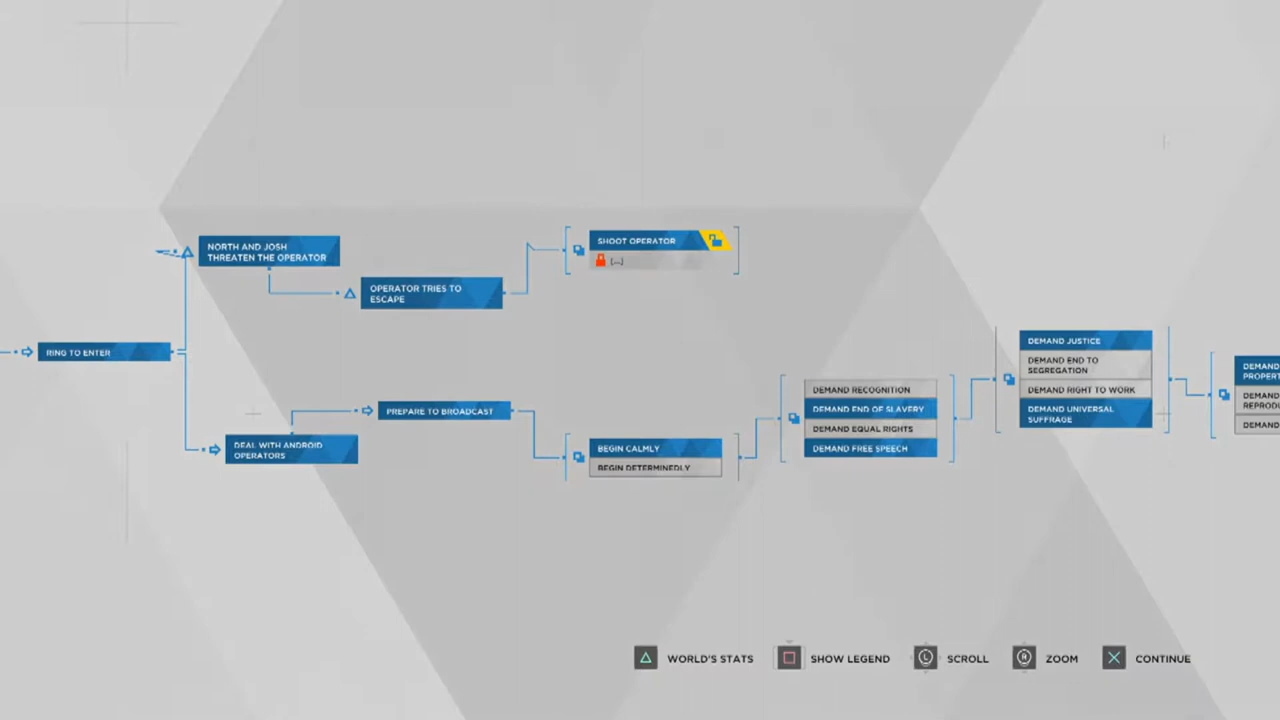 NORTH AND JOSH
THREATEN THE OPERATOR
OPERATOR TRIES TO
ESCAPE
SHOOT OPERATOR
[...]
RING TO ENTER
DEAL WITH ANDROID
OPERATORS
PREPARE TO BROADCAST
BEGIN CALMLY
BEGIN DETERMINEDLY
DEMAND RECOGNITION
DEMAND END OF SLAVERY
DEMAND EQUAL RIGHTS
DEMAND FREE SPEECH
DEMAND JUSTICE
DEMAND END TO
SEGREGATION
DEMAND RIGHT TO WORK
DEMAND UNIVERSAL
SUFFRAGE
DEMAND
PROPERT
DEMAND
REPRODU
DEMAND
WORLD'S STATS
SHOW LEGEND
L
SCROLL
R
ZOOM
CONTINUE